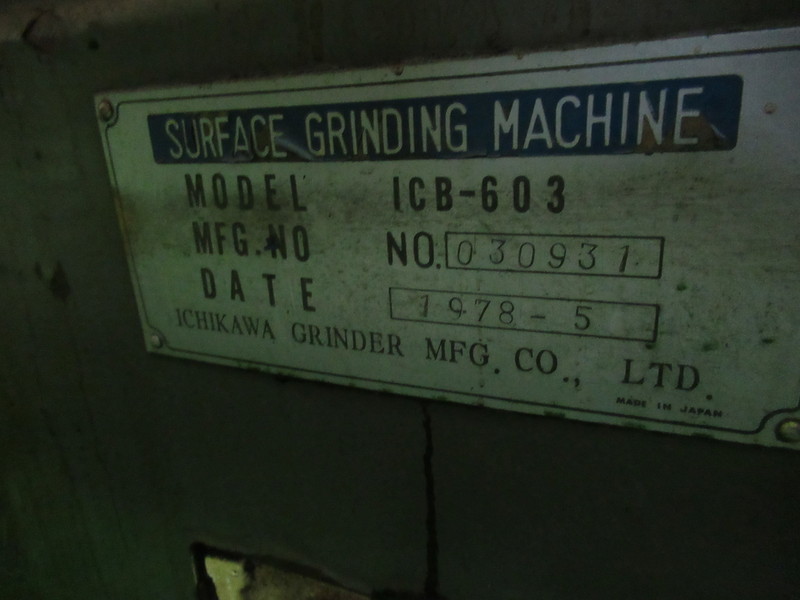 SURFACE GRINDING MACHINE
MODEL ICB-603
MFG.NO NO. 030931
DATE 1978-5
ICHIKAWA GRINDER MFG. CO., LTD.
MADE IN JAPAN